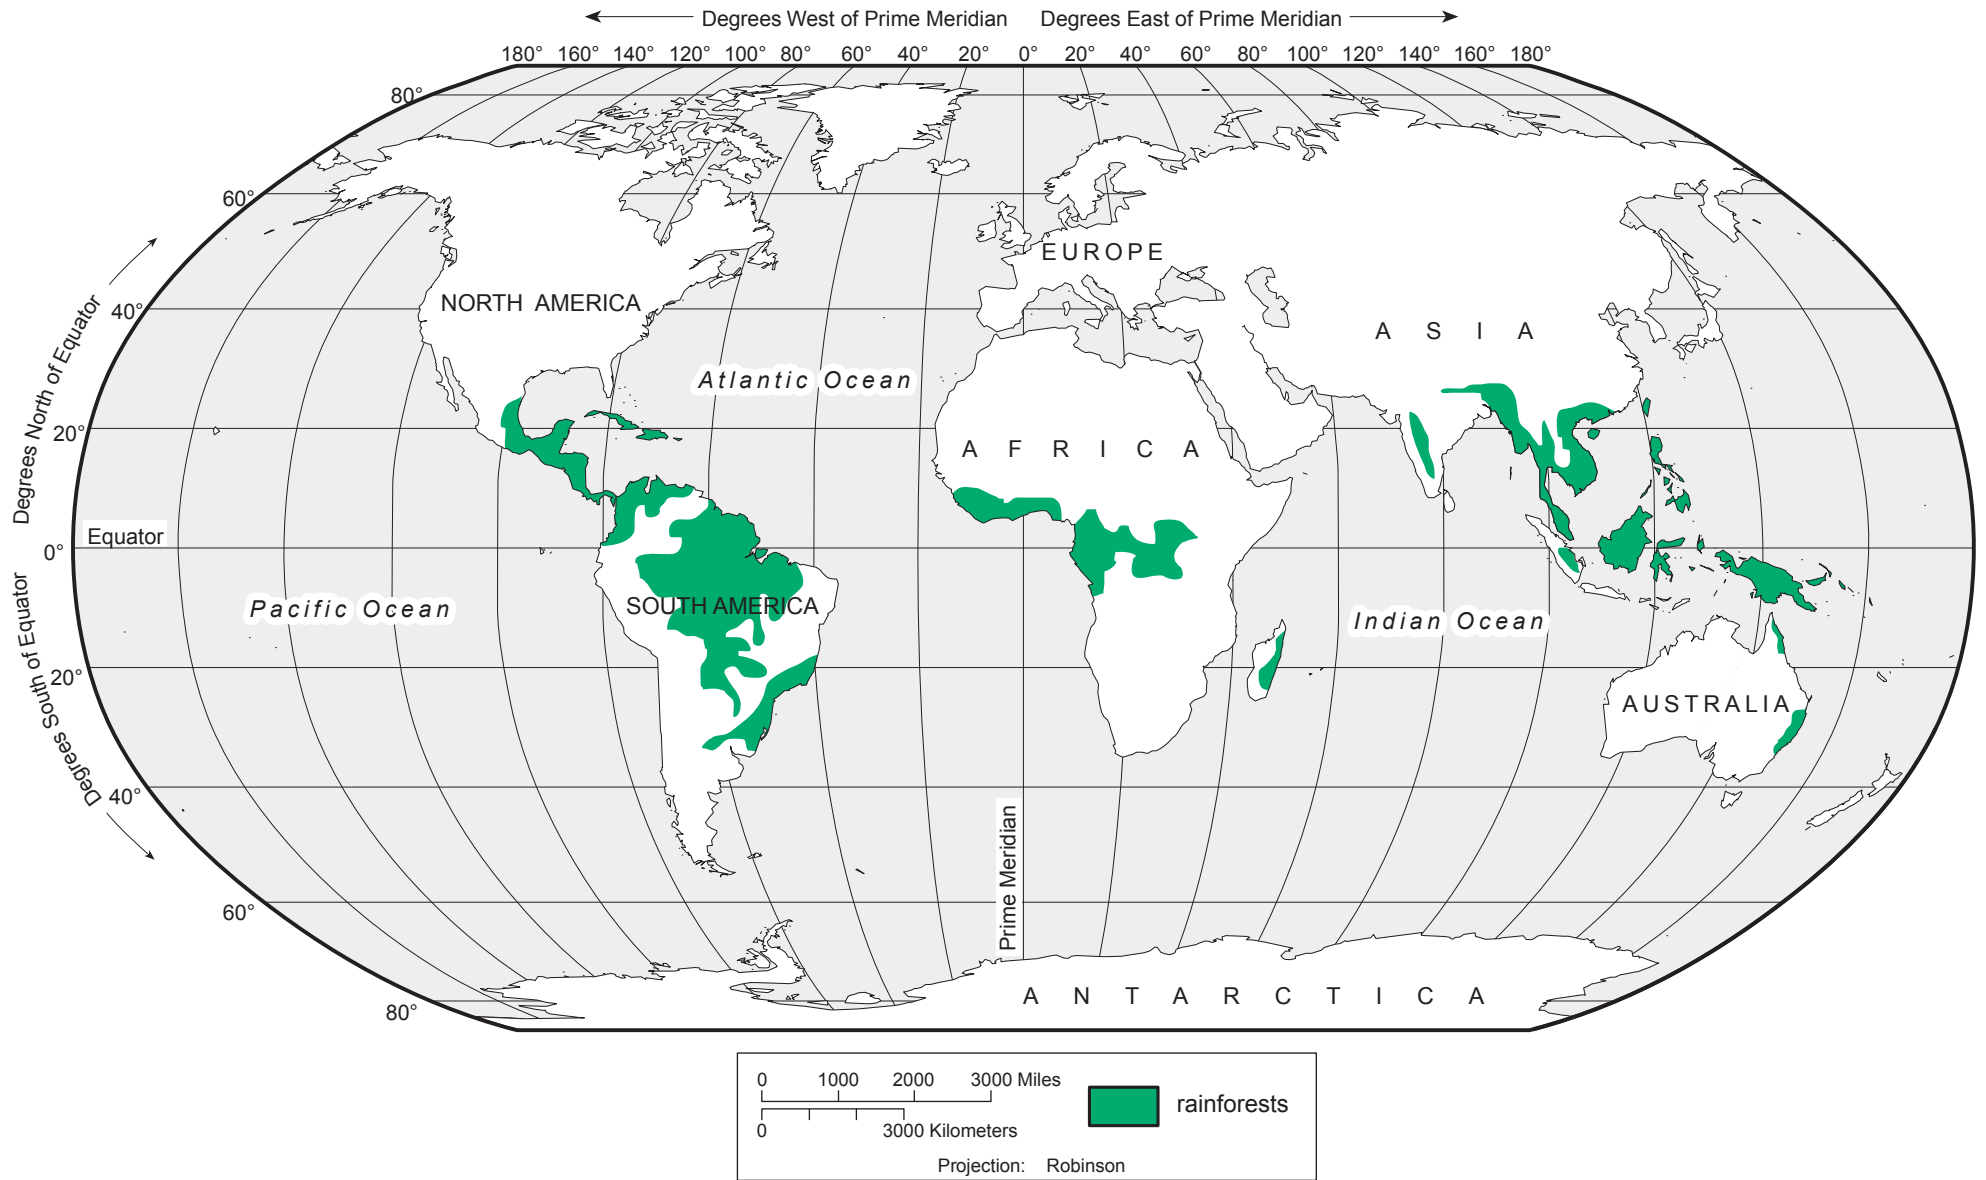 Degrees West of Prime Meridian Degrees East of Prime Meridian
180° 160° 140° 120° 100° 80° 60° 40° 20° 0° 20° 40° 60° 80° 100° 120° 140° 160° 180°
80°
60°
40°
20°
0°
20°
40°
60°
80°
Degrees North of Equator
Degrees South of Equator
Equator
Prime Meridian
NORTH AMERICA
EUROPE
ASIA
Atlantic Ocean
AFRICA
Pacific Ocean
SOUTH AMERICA
Indian Ocean
AUSTRALIA
ANTARCTICA
0 1000 2000 3000 Miles
0 3000 Kilometers
rainforests
Projection: Robinson